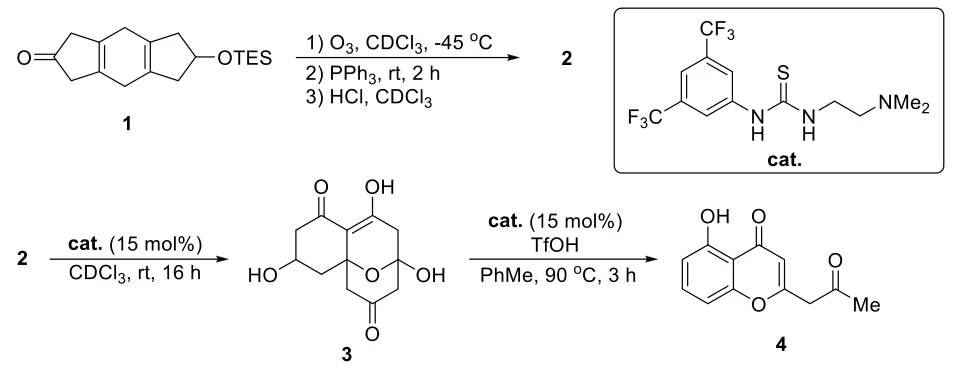 O
OTES
1
1) O3, CDCl3, -45 ºC
2) PPh3, rt, 2 h
3) HCl, CDCl3
2
CF3
F3C
S
N
H
N
H
NMe2
cat.
2
cat. (15 mol%)
CDCl3, rt, 16 h
O
OH
HO
O
OH
O
3
cat. (15 mol%)
TfOH
PhMe, 90 ºC, 3 h
OH
O
O
O
Me
4